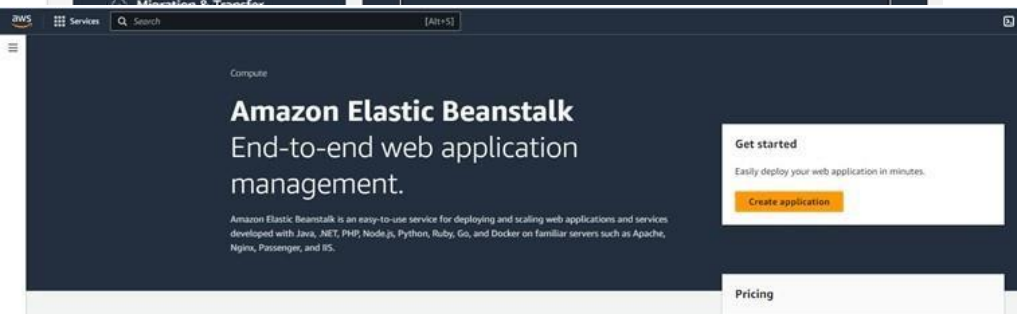 Migration & Transfer
aws
Services
Search
[Alt+S]
Compute
Amazon Elastic Beanstalk
End-to-end web application
management.
Amazon Elastic Beanstalk is an easy-to-use service for deploying and scaling web applications and services
developed with Java, .NET, PHP, Node.js, Python, Ruby, Go, and Docker on familiar servers such as Apache,
Nginx, Passenger, and IIS.
Get started
Easily deploy your web application in minutes.
Create application
Pricing